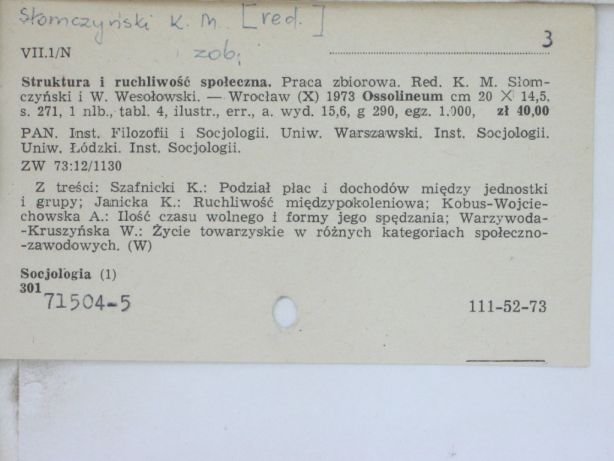 Słomczyński K. M. [red.]
VII.1/N zob. 3
Struktura i ruchliwość społeczna. Praca zbiorowa. Red. K. M. Słom-
czyński i W. Wesołowski. — Wrocław (X) 1973 Ossolineum cm 20 × 14,5,
s. 271, 1 nlb., tabl. 4, ilustr., err., a. wyd. 15,6, g 290, egz. 1.000, zł 40,00
PAN. Inst. Filozofii i Socjologii. Uniw. Warszawski. Inst. Socjologii.
Uniw. Łódzki. Inst. Socjologii.
ZW 73:12/1130
Z treści: Szafnicki K.: Podział płac i dochodów między jednostki
i grupy; Janicka K.: Ruchliwość międzypokoleniowa; Kobus-Wojcie-
chowska A.: Ilość czasu wolnego i formy jego spędzania; Warzywoda-
-Kruszyńska W.: Życie towarzyskie w różnych kategoriach społeczno-
-zawodowych. (W)
Socjologia (1)
301
71504-5
111-52-73